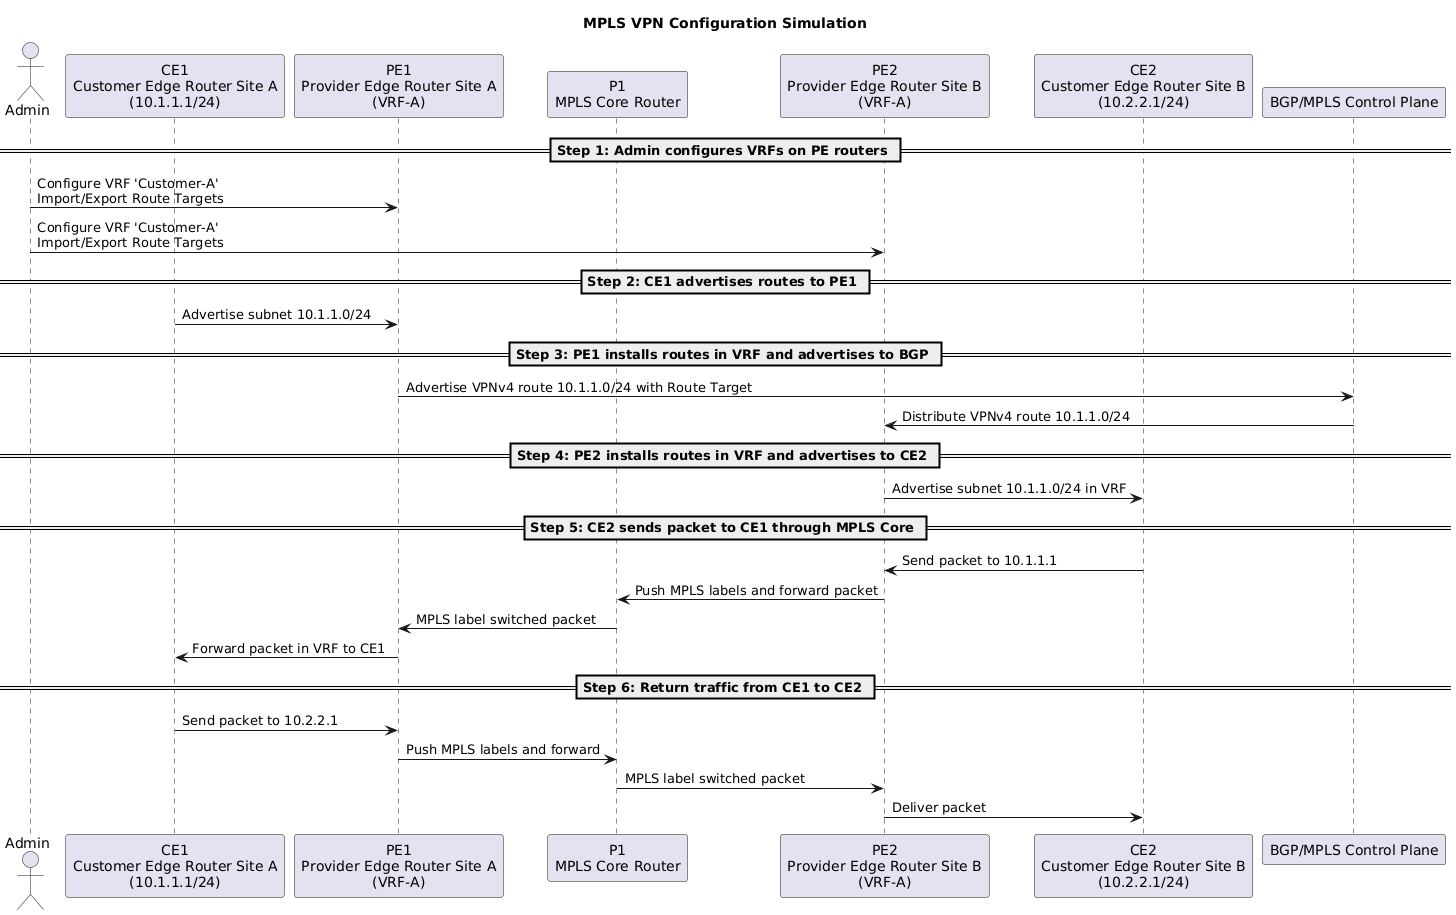 MPLS VPN Configuration Simulation
Admin
CE1
Customer Edge Router Site A
(10.1.1.1/24)
PE1
Provider Edge Router Site A
(VRF-A)
P1
MPLS Core Router
PE2
Provider Edge Router Site B
(VRF-A)
CE2
Customer Edge Router Site B
(10.2.2.1/24)
BGP/MPLS Control Plane
Step 1: Admin configures VRFs on PE routers
Configure VRF 'Customer-A'
Import/Export Route Targets
Configure VRF 'Customer-A'
Import/Export Route Targets
Step 2: CE1 advertises routes to PE1
Advertise subnet 10.1.1.0/24
Step 3: PE1 installs routes in VRF and advertises to BGP
Advertise VPNv4 route 10.1.1.0/24 with Route Target
Distribute VPNv4 route 10.1.1.0/24
Step 4: PE2 installs routes in VRF and advertises to CE2
Advertise subnet 10.1.1.0/24 in VRF
Step 5: CE2 sends packet to CE1 through MPLS Core
Send packet to 10.1.1.1
Push MPLS labels and forward packet
MPLS label switched packet
Forward packet in VRF to CE1
Step 6: Return traffic from CE1 to CE2
Send packet to 10.2.2.1
Push MPLS labels and forward
MPLS label switched packet
Deliver packet
Admin
CE1
Customer Edge Router Site A
(10.1.1.1/24)
PE1
Provider Edge Router Site A
(VRF-A)
P1
MPLS Core Router
PE2
Provider Edge Router Site B
(VRF-A)
CE2
Customer Edge Router Site B
(10.2.2.1/24)
BGP/MPLS Control Plane